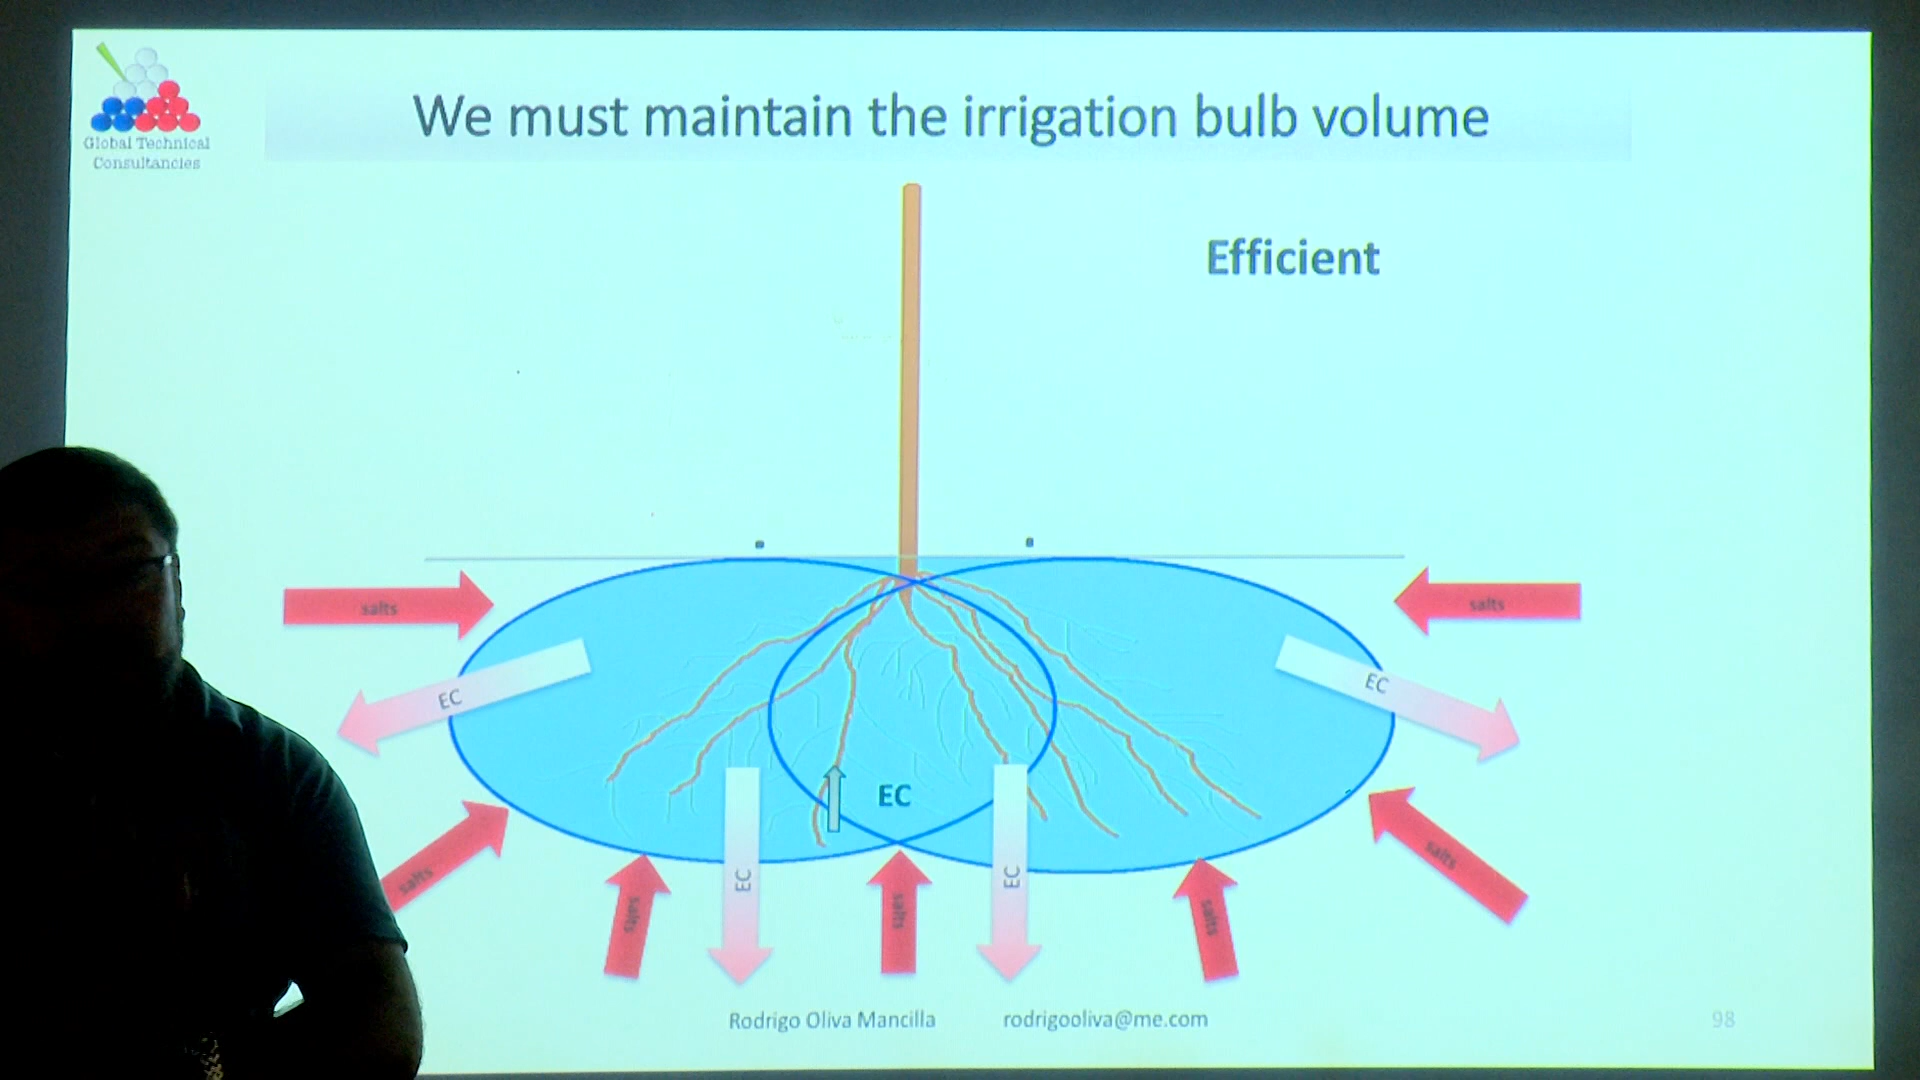 Global Technical
Consultancies
We must maintain the irrigation bulb volume
Efficient
salts
salts
EC
EC
EC
salts
salts
EC
EC
salts
salts
salts
Rodrigo Oliva Mancilla
rodrigooliva@me.com
98